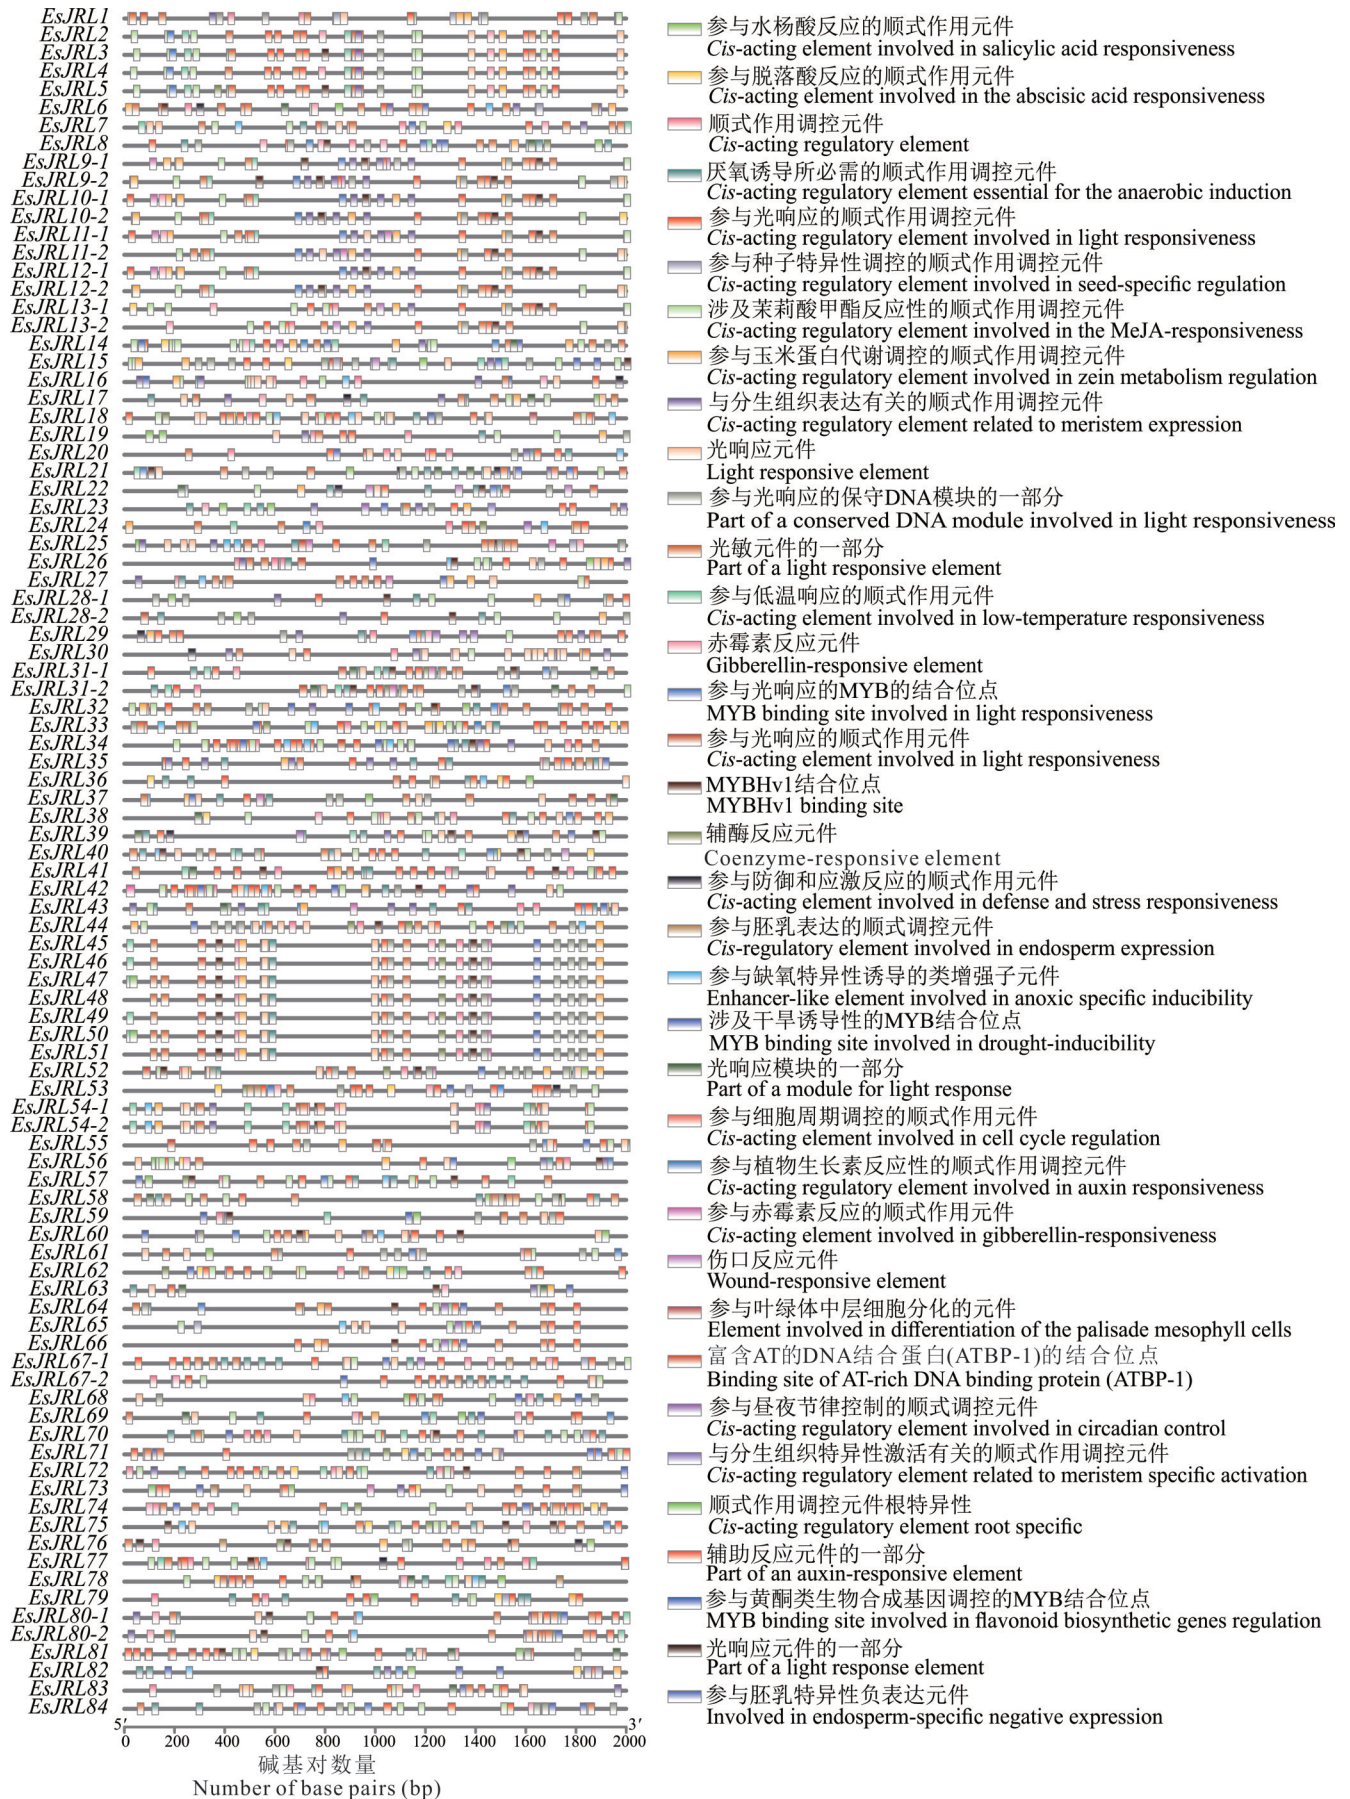 EsJRL1
EsJRL2
EsJRL3
EsJRL4
EsJRL5
EsJRL6
EsJRL7
EsJRL8
EsJRL9-1
EsJRL9-2
EsJRL10-1
EsJRL10-2
EsJRL11-1
EsJRL11-2
EsJRL12-1
EsJRL12-2
EsJRL13-1
EsJRL13-2
EsJRL14
EsJRL15
EsJRL16
EsJRL17
EsJRL18
EsJRL19
EsJRL20
EsJRL21
EsJRL22
EsJRL23
EsJRL24
EsJRL25
EsJRL26
EsJRL27
EsJRL28-1
EsJRL28-2
EsJRL29
EsJRL30
EsJRL31-1
EsJRL31-2
EsJRL32
EsJRL33
EsJRL34
EsJRL35
EsJRL36
EsJRL37
EsJRL38
EsJRL39
EsJRL40
EsJRL41
EsJRL42
EsJRL43
EsJRL44
EsJRL45
EsJRL46
EsJRL47
EsJRL48
EsJRL49
EsJRL50
EsJRL51
EsJRL52
EsJRL53
EsJRL54-1
EsJRL54-2
EsJRL55
EsJRL56
EsJRL57
EsJRL58
EsJRL59
EsJRL60
EsJRL61
EsJRL62
EsJRL63
EsJRL64
EsJRL65
EsJRL66
EsJRL67-1
EsJRL67-2
EsJRL68
EsJRL69
EsJRL70
EsJRL71
EsJRL72
EsJRL73
EsJRL74
EsJRL75
EsJRL76
EsJRL77
EsJRL78
EsJRL79
EsJRL80-1
EsJRL80-2
EsJRL81
EsJRL82
EsJRL83
EsJRL84
5′ 3′
0 200 400 600 800 1000 1200 1400 1600 1800 2000
碱基对数量
Number of base pairs (bp)
参与水杨酸反应的顺式作用元件
Cis-acting element involved in salicylic acid responsiveness
参与脱落酸反应的顺式作用元件
Cis-acting element involved in the abscisic acid responsiveness
顺式作用调控元件
Cis-acting regulatory element
厌氧诱导所必需的顺式作用调控元件
Cis-acting regulatory element essential for the anaerobic induction
参与光响应的顺式作用调控元件
Cis-acting regulatory element involved in light responsiveness
参与种子特异性调控的顺式作用调控元件
Cis-acting regulatory element involved in seed-specific regulation
涉及茉莉酸甲酯反应性的顺式作用调控元件
Cis-acting regulatory element involved in the MeJA-responsiveness
参与玉米蛋白代谢调控的顺式作用调控元件
Cis-acting regulatory element involved in zein metabolism regulation
与分生组织表达有关的顺式作用调控元件
Cis-acting regulatory element related to meristem expression
光响应元件
Light responsive element
参与光响应的保守DNA模块的一部分
Part of a conserved DNA module involved in light responsiveness
光敏元件的一部分
Part of a light responsive element
参与低温响应的顺式作用元件
Cis-acting element involved in low-temperature responsiveness
赤霉素反应元件
Gibberellin-responsive element
参与光响应的MYB的结合位点
MYB binding site involved in light responsiveness
参与光响应的顺式作用元件
Cis-acting element involved in light responsiveness
MYBHv1结合位点
MYBHv1 binding site
辅酶反应元件
Coenzyme-responsive element
参与防御和应激反应的顺式作用元件
Cis-acting element involved in defense and stress responsiveness
参与胚乳表达的顺式调控元件
Cis-regulatory element involved in endosperm expression
参与缺氧特异性诱导的类增强子元件
Enhancer-like element involved in anoxic specific inducibility
涉及干旱诱导性的MYB结合位点
MYB binding site involved in drought-inducibility
光响应模块的一部分
Part of a module for light response
参与细胞周期调控的顺式作用元件
Cis-acting element involved in cell cycle regulation
参与植物生长素反应性的顺式作用调控元件
Cis-acting regulatory element involved in auxin responsiveness
参与赤霉素反应的顺式作用元件
Cis-acting element involved in gibberellin-responsiveness
伤口反应元件
Wound-responsive element
参与叶绿体中层细胞分化的元件
Element involved in differentiation of the palisade mesophyll cells
富含AT的DNA结合蛋白(ATBP-1)的结合位点
Binding site of AT-rich DNA binding protein (ATBP-1)
参与昼夜节律控制的顺式调控元件
Cis-acting regulatory element involved in circadian control
与分生组织特异性激活有关的顺式作用调控元件
Cis-acting regulatory element related to meristem specific activation
顺式作用调控元件根特异性
Cis-acting regulatory element root specific
辅助反应元件的一部分
Part of an auxin-responsive element
参与黄酮类生物合成基因调控的MYB结合位点
MYB binding site involved in flavonoid biosynthetic genes regulation
光响应元件的一部分
Part of a light response element
参与胚乳特异性负表达元件
Involved in endosperm-specific negative expression